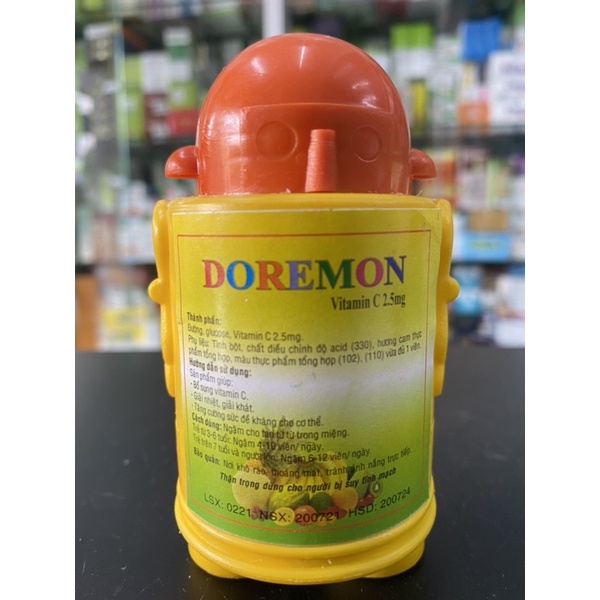 DOREMON
Vitamin C 2.5mg
Thành phần:
Đường, glucose, Vitamin C 2.5mg.
Phụ liệu: Tinh bột, chất điều chỉnh độ acid (330), hương cam thực
phẩm tổng hợp, màu thực phẩm tổng hợp (102), (110) vừa đủ 1 viên.
Hướng dẫn sử dụng:
Sản phẩm giúp:
- Bổ sung vitamin C.
- Giải nhiệt, giải khát.
- Tăng cường sức đề kháng cho cơ thể.
Cách dùng: Ngậm cho tan từ từ trong miệng.
Trẻ từ 3-6 tuổi: Ngậm 4-10 viên/ ngày.
Trẻ trên 7 tuổi và người lớn: Ngậm 6-12 viên/ ngày.
Bảo quản: Nơi khô ráo, thoáng mát, tránh ánh nắng trực tiếp
Thận trọng dùng cho người bị suy tĩnh mạch
LSX: 0221 NSX: 200721 HSD: 200724